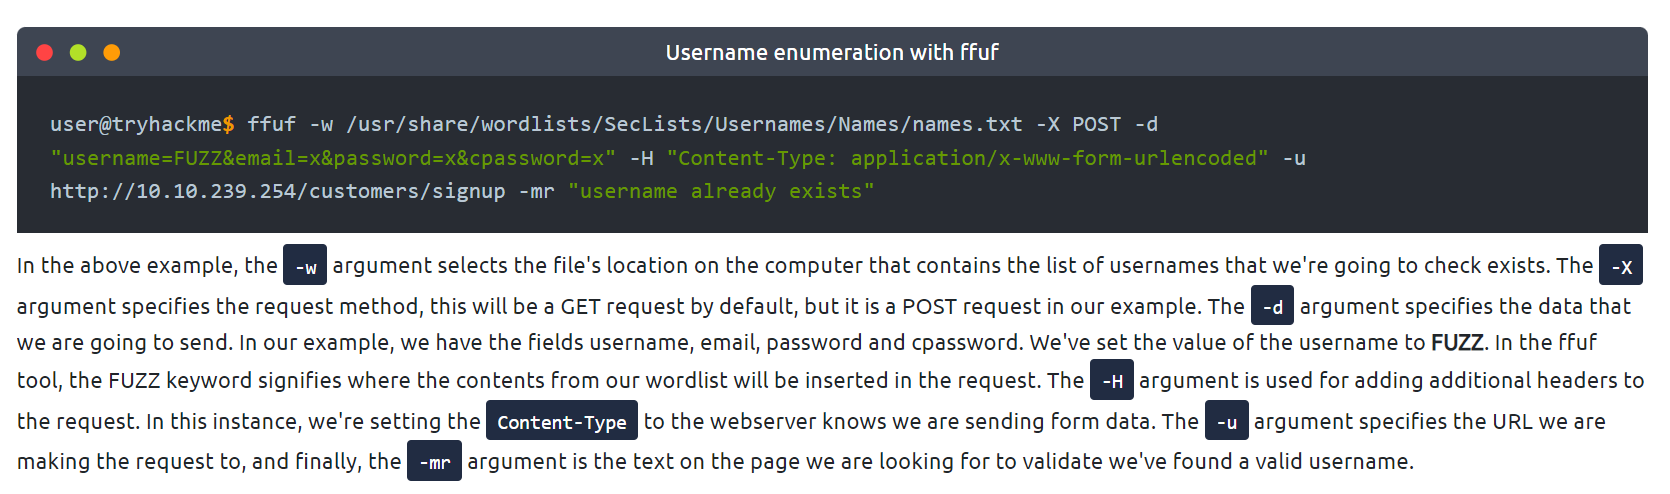 Username enumeration with ffuf
user@tryhackme$ ffuf -w /usr/share/wordlists/SecLists/Usernames/Names/names.txt -X POST -d
"username=FUZZ&email=x&password=x&cpassword=x" -H "Content-Type: application/x-www-form-urlencoded" -u
http://10.10.239.254/customers/signup -mr "username already exists"
In the above example, the -w argument selects the file's location on the computer that contains the list of usernames that we're going to check exists. The -X
argument specifies the request method, this will be a GET request by default, but it is a POST request in our example. The -d argument specifies the data that
we are going to send. In our example, we have the fields username, email, password and cpassword. We've set the value of the username to FUZZ. In the ffuf
tool, the FUZZ keyword signifies where the contents from our wordlist will be inserted in the request. The -H argument is used for adding additional headers to
the request. In this instance, we're setting the Content-Type to the webserver knows we are sending form data. The -u argument specifies the URL we are
making the request to, and finally, the -mr argument is the text on the page we are looking for to validate we've found a valid username.